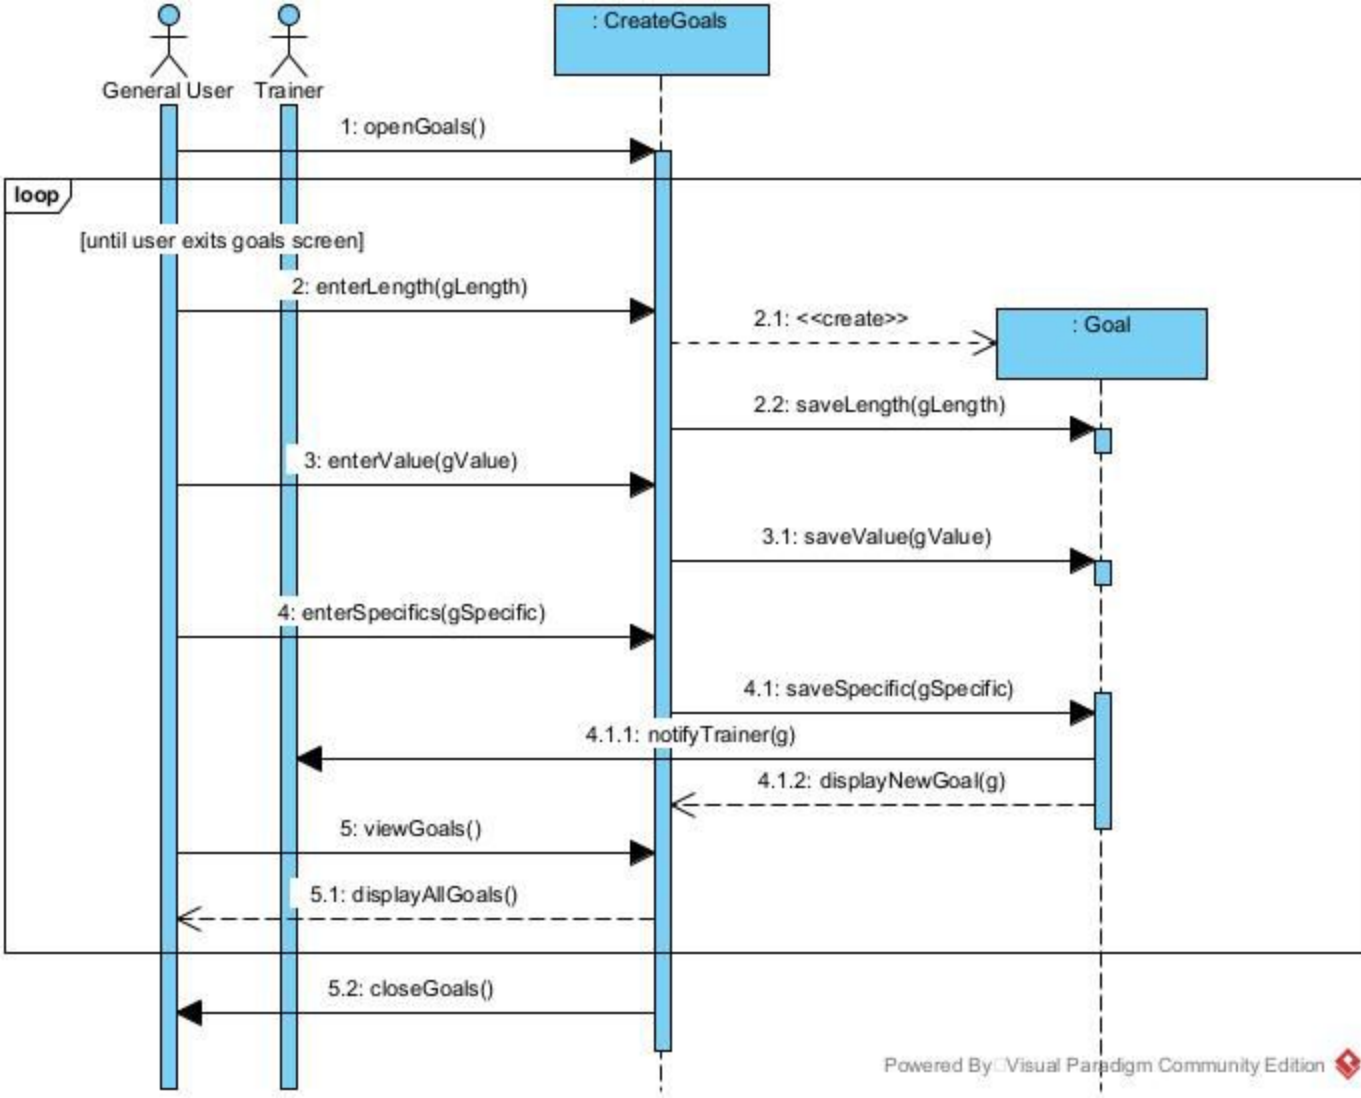 : CreateGoals
General User
Trainer
1: openGoals()
loop
[until user exits goals screen]
2: enterLength(gLength)
2.1: <<create>>
: Goal
2.2: saveLength(gLength)
3: enterValue(gValue)
3.1: saveValue(gValue)
4: enterSpecifics(gSpecific)
4.1: saveSpecific(gSpecific)
4.1.1: notifyTrainer(g)
4.1.2: displayNewGoal(g)
5: viewGoals()
5.1: displayAllGoals()
5.2: closeGoals()
Powered By Visual Paradigm Community Edition